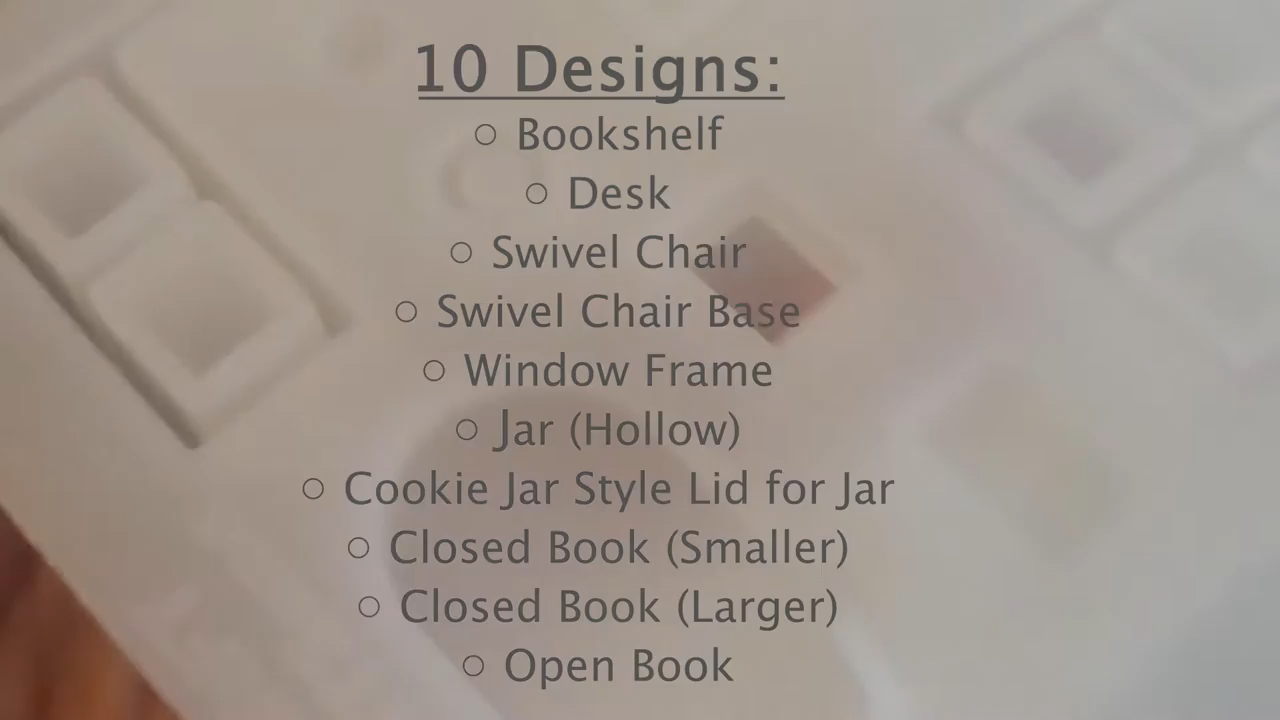 10 Designs:
○ Bookshelf
○ Desk
○ Swivel Chair
○ Swivel Chair Base
○ Window Frame
○ Jar (Hollow)
○ Cookie Jar Style Lid for Jar
○ Closed Book (Smaller)
○ Closed Book (Larger)
○ Open Book